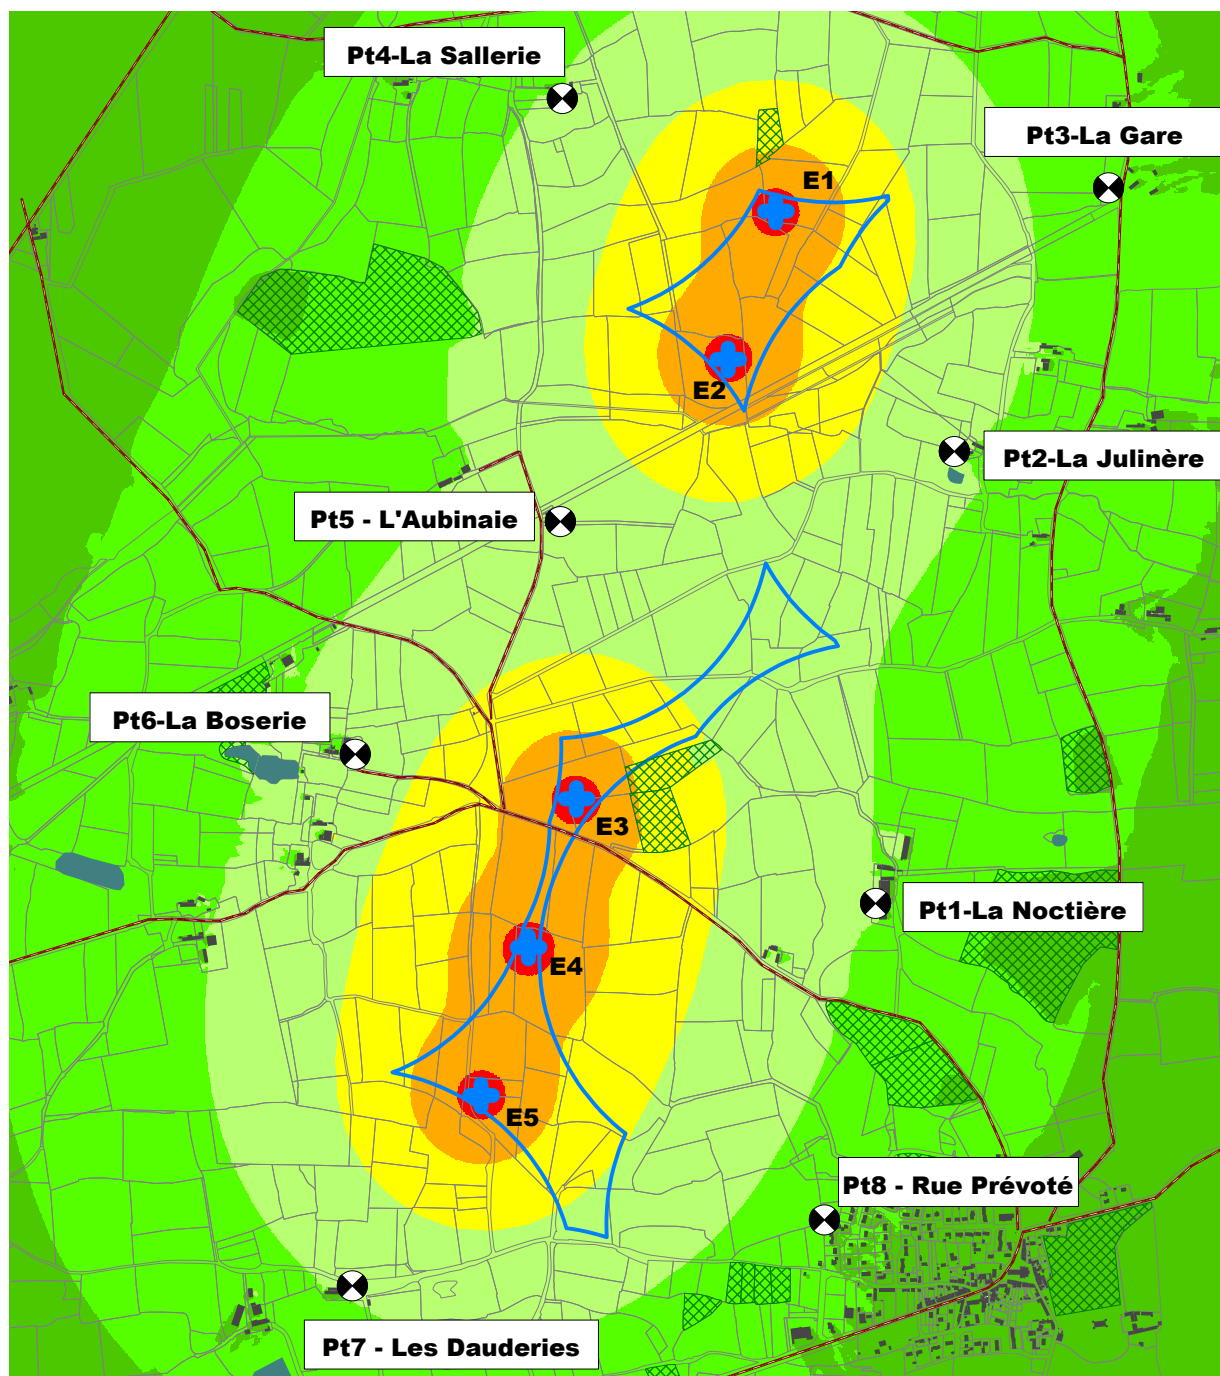 Pt4-La Sallerie
Pt3-La Gare
E1
E2
Pt2-La Julinère
Pt5 - L'Aubinaie
Pt6-La Boserie
E3
Pt1-La Noctière
E4
E5
Pt8 - Rue Prévoté
Pt7 - Les Dauderies